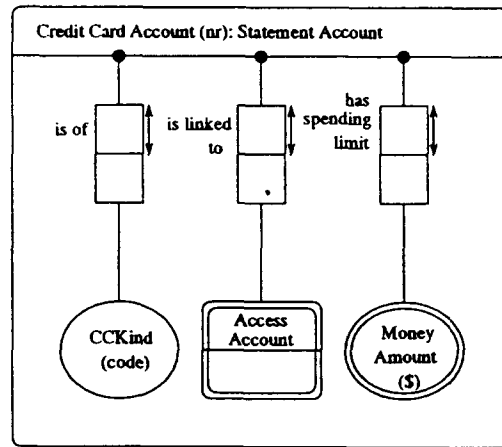 Credit Card Account (nr): Statement Account
is of
is linked
to
has
spending
limit
CCKind
(code)
Access
Account
Money
Amount
($)